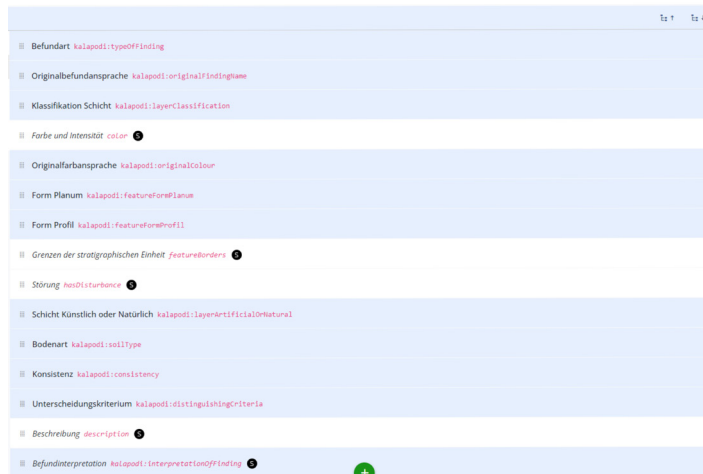 Befundart kalapodi:typeOfFinding
Originalbefundansprache kalapodi:originalFindingName
Klassifikation Schicht kalapodi:layerClassification
Farbe und Intensität color S
Originalfarbansprache kalapodi:originalColour
Form Planum kalapodi:featureFormPlanum
Form Profil kalapodi:featureFormProfil
Grenzen der stratigraphischen Einheit featureBorders S
Störung hasDisturbance S
Schicht Künstlich oder Natürlich kalapodi:layerArtificialOrNatural
Bodenart kalapodi:soilType
Konsistenz kalapodi:consistency
Unterscheidungskriterium kalapodi:distinguishingCriteria
Beschreibung description S
Befundinterpretation kalapodi:interpretationOfFinding S